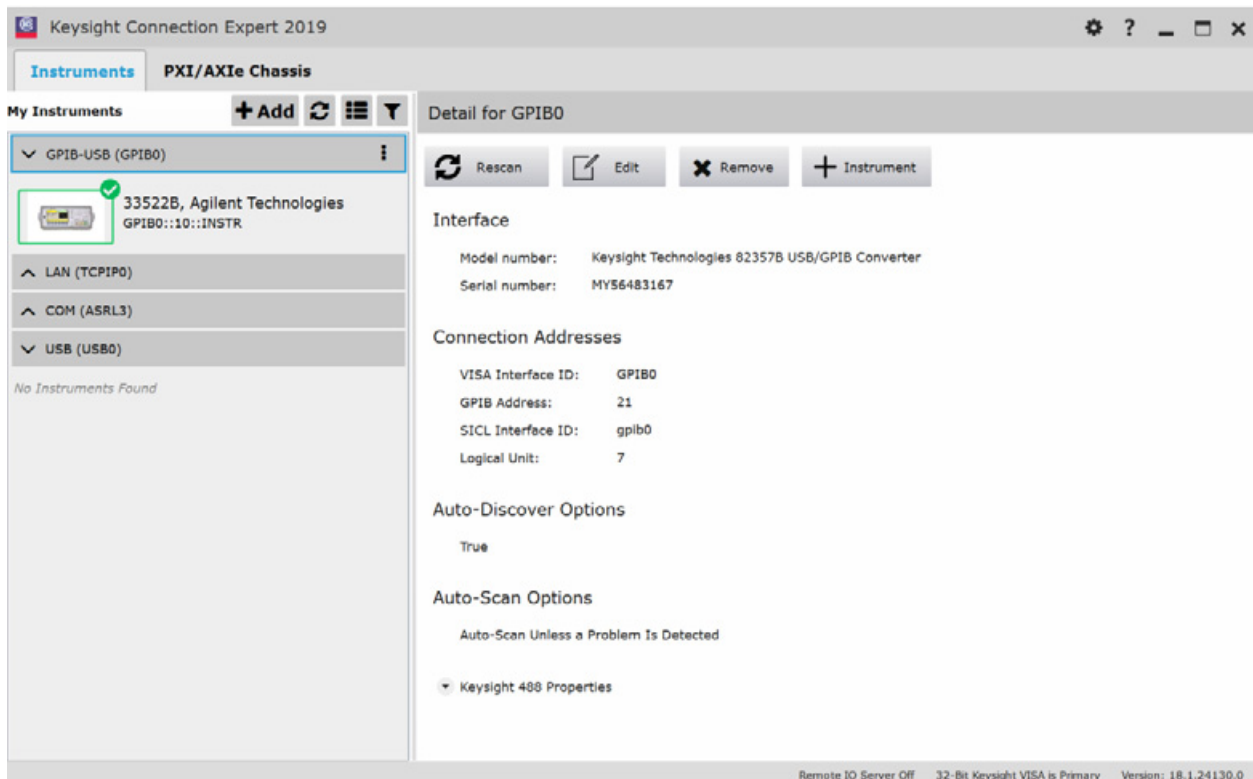 Keysight Connection Expert 2019
?
Instruments PXI/AXIe Chassis
My Instruments
Add
GPIB-USB (GPIB0)
33522B, Agilent Technologies
GPIB0::10::INSTR
LAN (TCPIP0)
COM (ASRL3)
USB (USB0)
No Instruments Found
Detail for GPIB0
Rescan Edit Remove Instrument
Interface
Model number: Keysight Technologies 82357B USB/GPIB Converter
Serial number: MY56483167
Connection Addresses
VISA Interface ID: GPIB0
GPIB Address: 21
SICL Interface ID: gpib0
Logical Unit: 7
Auto-Discover Options
True
Auto-Scan Options
Auto-Scan Unless a Problem Is Detected
Keysight 488 Properties
Remote IO Server Off 32-Bit Keysight VISA is Primary Version: 18.1.24130.0